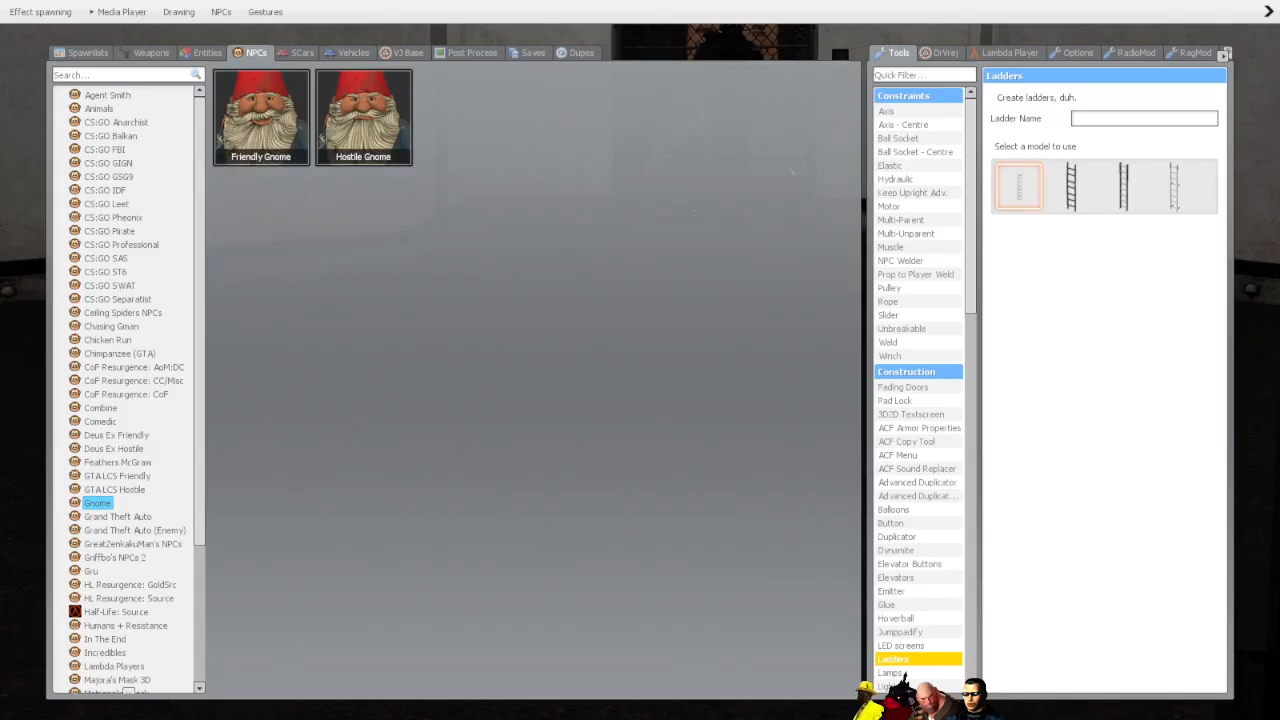 Effect spawning
Media Player
Drawing
NPCs
Gestures
Spawnlists
Weapons
Entities
NPCs
SCars
Vehicles
VJ Base
Post Process
Saves
Dupes
Search...
Agent Smith
Animals
CS:GO Anarchist
CS:GO Balkan
CS:GO FBI
CS:GO GIGN
CS:GO GSG9
CS:GO IDF
CS:GO Leet
CS:GO Pheonix
CS:GO Pirate
CS:GO Professional
CS:GO SAS
CS:GO ST6
CS:GO SWAT
CS:GO Separatist
Ceiling Spiders NPCs
Chasing Gman
Chicken Run
Chimpanzee (GTA)
CoF Resurgence: AoM:DC
CoF Resurgence: CC/Misc
CoF Resurgence: CoF
Combine
Comedic
Deus Ex Friendly
Deus Ex Hostile
Feathers McGraw
GTA LCS Friendly
GTA LCS Hostile
Gnome
Grand Theft Auto
Grand Theft Auto (Enemy)
GreatZenkakuMan's NPCs
Griffbo's NPCs 2
Gru
HL Resurgence: GoldSrc
HL Resurgence: Source
Half-Life: Source
Humans + Resistance
In The End
Incredibles
Lambda Players
Majora's Mask 3D
Friendly Gnome
Hostile Gnome
Tools
DrVrej
Lambda Player
Options
RadioMod
RagMod
Quick Filter...
Constraints
Axis
Axis - Centre
Ball Socket
Ball Socket - Centre
Elastic
Hydraulic
Keep Upright Adv.
Motor
Multi-Parent
Multi-Unparent
Muscle
NPC Welder
Prop to Player Weld
Pulley
Rope
Slider
Unbreakable
Weld
Winch
Construction
Fading Doors
Pad Lock
3D2D Textscreen
ACF Armor Properties
ACF Copy Tool
ACF Menu
ACF Sound Replacer
Advanced Duplicator
Advanced Duplicat...
Balloons
Button
Duplicator
Dynamite
Elevator Buttons
Elevators
Emitter
Glue
Hoverball
Jumppadify
LED screens
Ladders
Lamps
Ladders
Create ladders, duh.
Ladder Name
Select a model to use